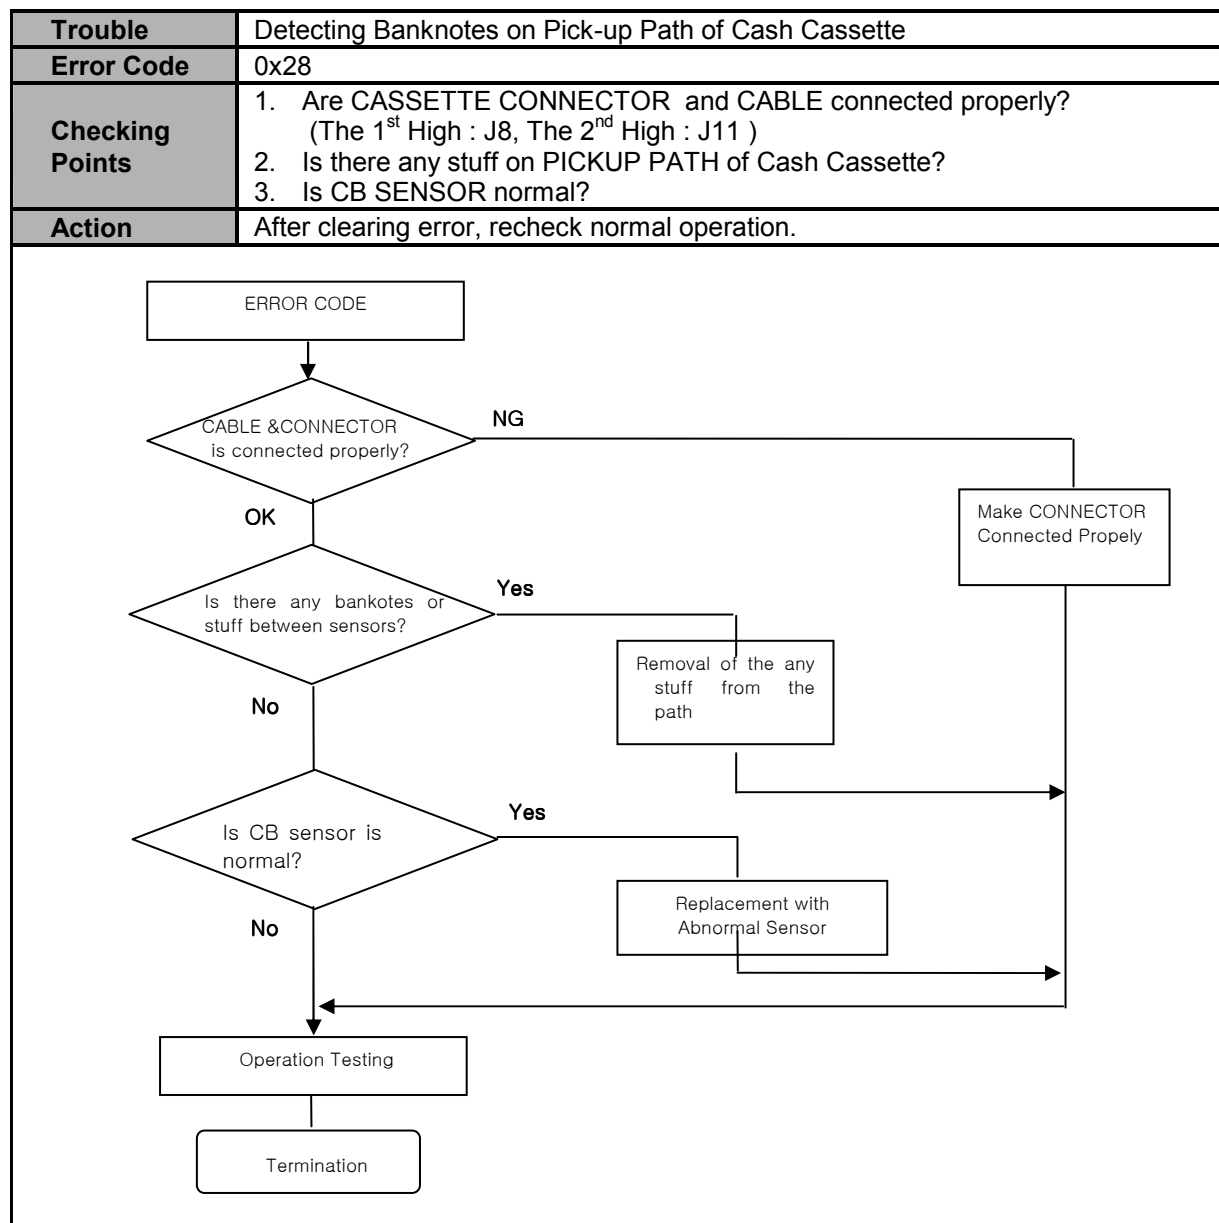 Trouble Detecting Banknotes on Pick-up Path of Cash Cassette
Error Code 0x28
Checking Points
1. Are CASSETTE CONNECTOR and CABLE connected properly?
(The 1st High : J8, The 2nd High : J11 )
2. Is there any stuff on PICKUP PATH of Cash Cassette?
3. Is CB SENSOR normal?
Action After clearing error, recheck normal operation.
ERROR CODE
CABLE &CONNECTOR
is connected properly?
NG
Make CONNECTOR
Connected Propely
OK
Is there any bankotes or
stuff between sensors?
Yes
Removal of the any
stuff from the
path
No
Is CB sensor is
normal?
Yes
Replacement with
Abnormal Sensor
No
Operation Testing
Termination